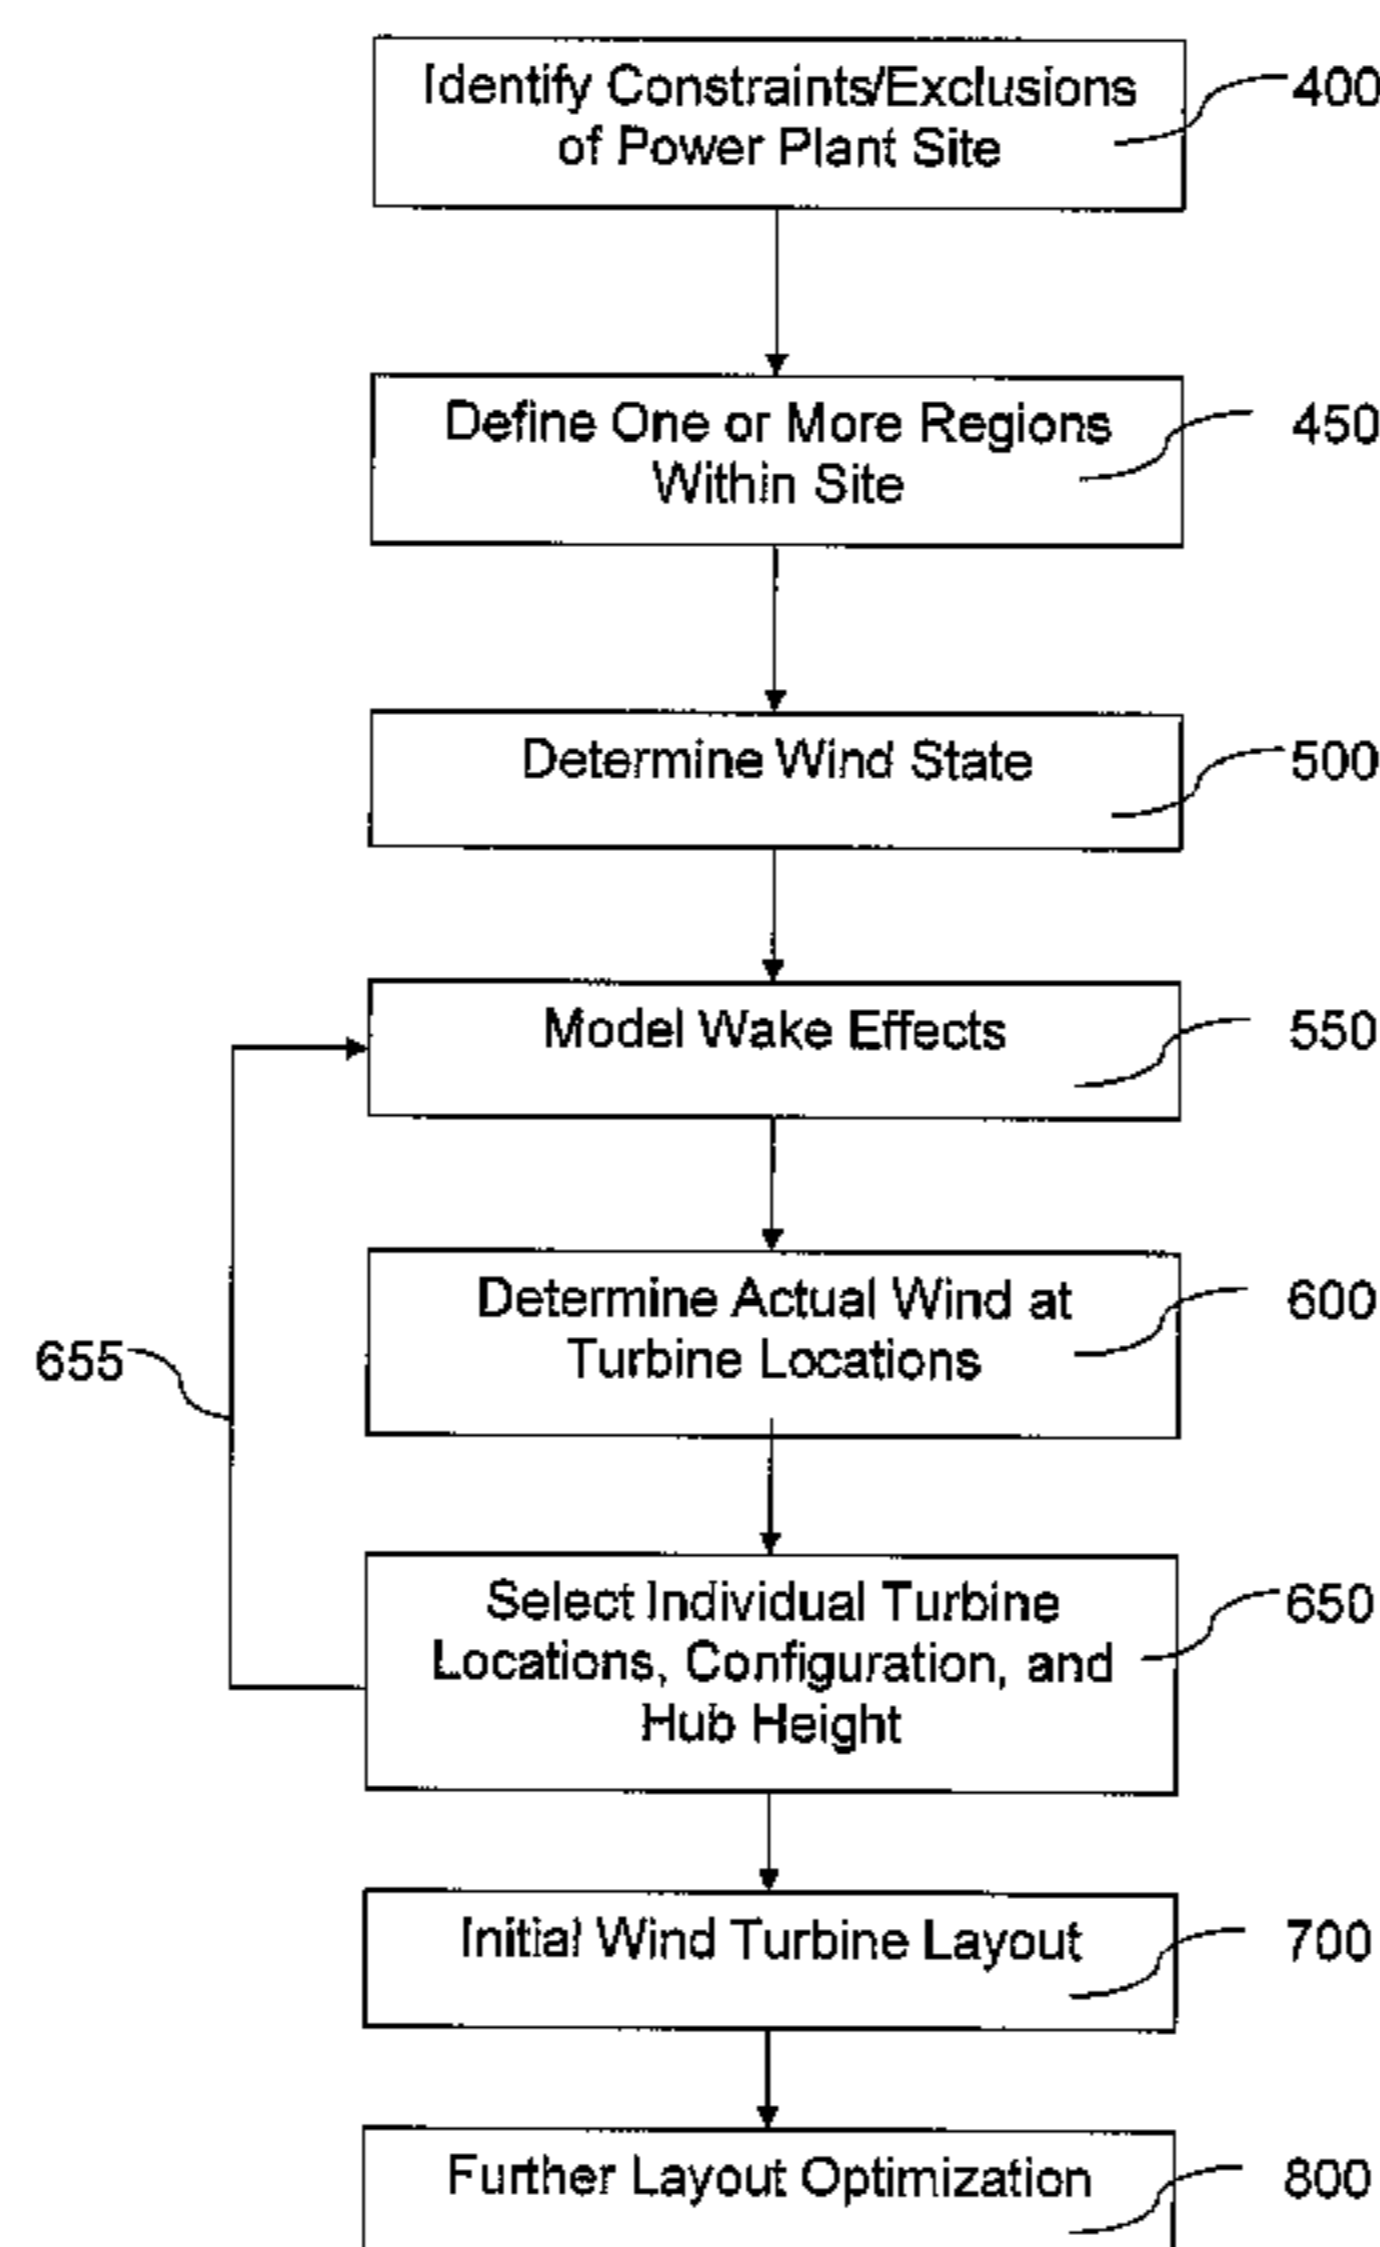 Identify Constraints/Exclusions
of Power Plant Site
400
Define One or More Regions
Within Site
450
Determine Wind State
500
Model Wake Effects
550
Determine Actual Wind at
Turbine Locations
600
655
Select Individual Turbine
Locations, Configuration, and
Hub Height
650
Initial Wind Turbine Layout
700
Further Layout Optimization
800